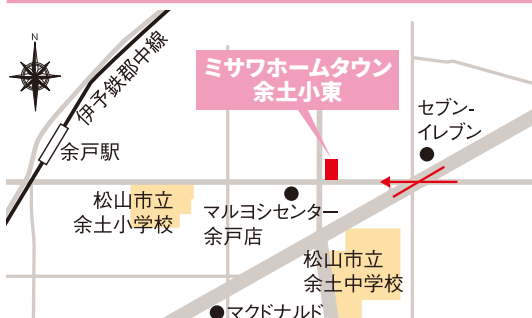 N
伊予鉄郡中線
ミサワホームタウン
余土小東
セブン-
イレブン
余戸駅
松山市立
余土小学校
マルヨシセンター
余戸店
松山市立
余土中学校
マクドナルド